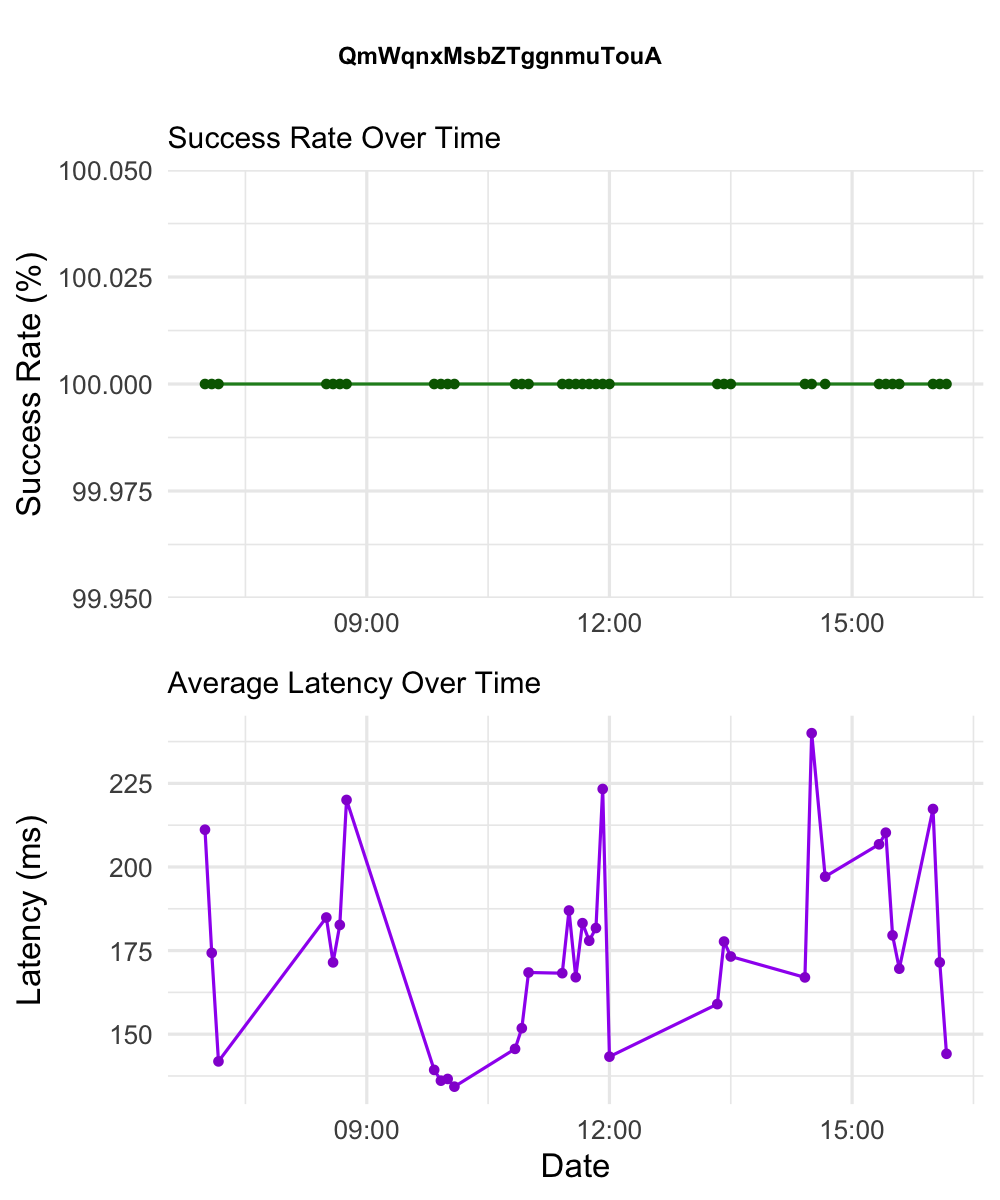 QmWqnxMsbZTggnmuTouA
Success Rate Over Time
Success Rate (%)
100.050
100.025
100.000
99.975
99.950
09:00 12:00 15:00
Average Latency Over Time
Latency (ms)
225
200
175
150
09:00 12:00 15:00
Date